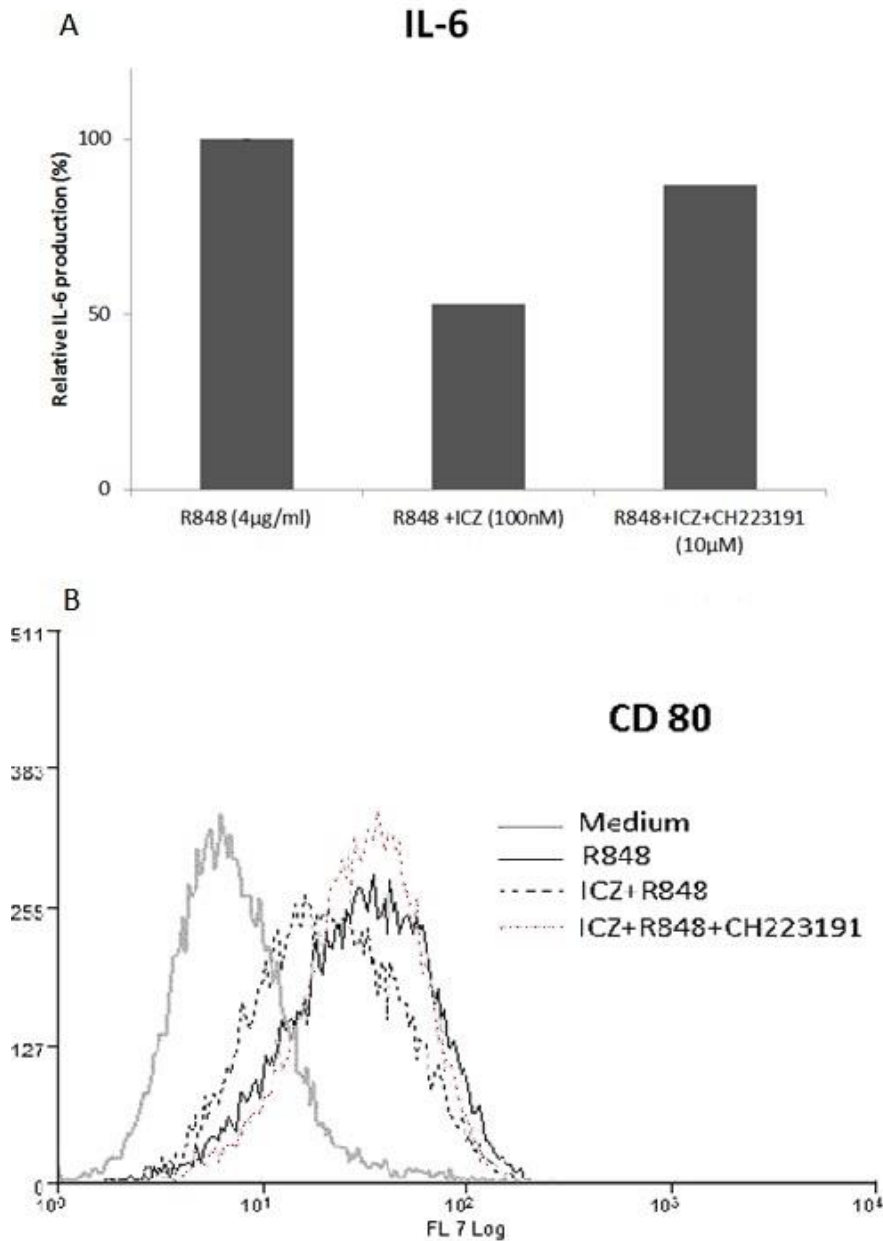 A
IL-6
Relative IL-6 production (%)
100
50
0
R848 (4µg/ml)
R848 +ICZ (100nM)
R848+ICZ+CH223191
(10µM)
B
511
383
255
127
0
CD 80
Medium
R848
ICZ+R848
ICZ+R848+CH223191
10⁰
10¹
10²
10³
10⁴
FL 7 Log